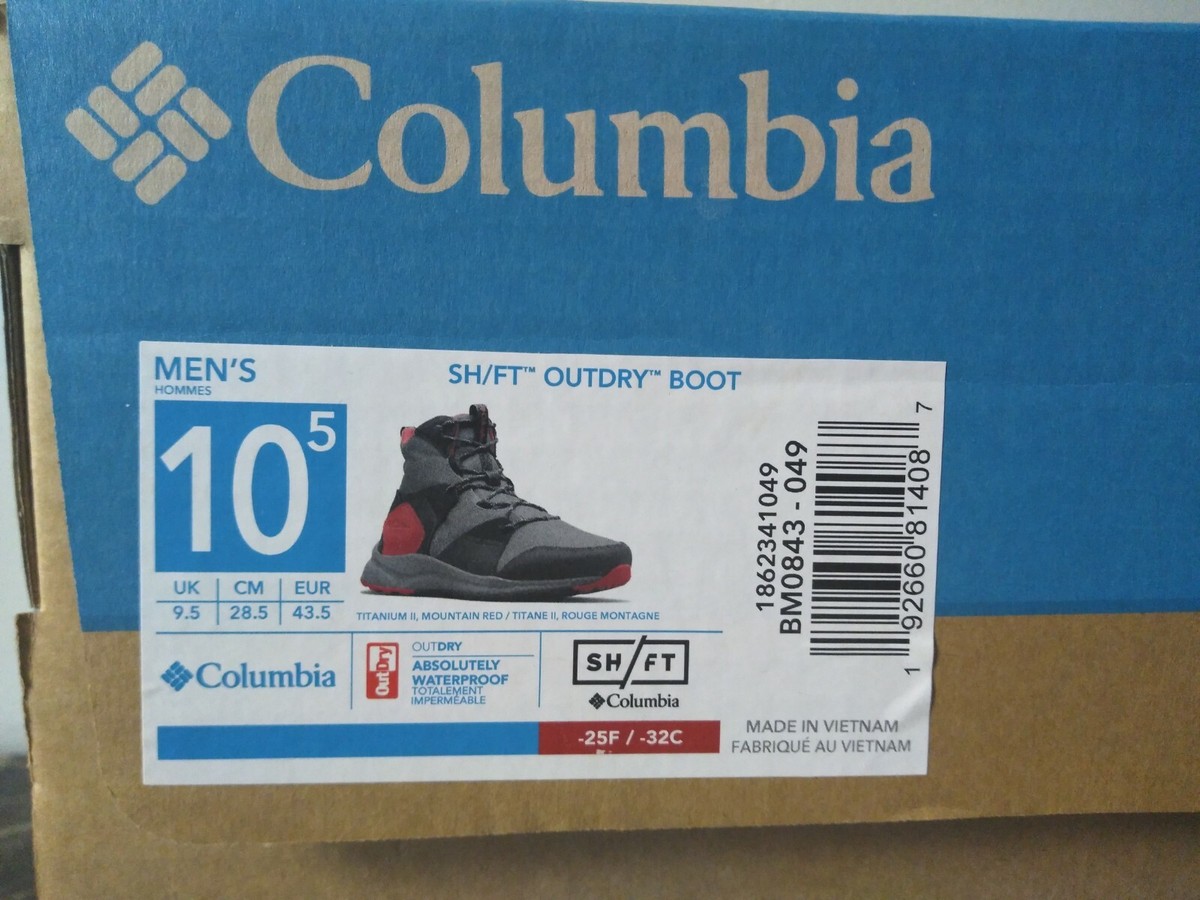 Columbia
MEN'S
HOMMES
SH/FT™ OUTDRY™ BOOT
10⁵
UK CM EUR
9.5 28.5 43.5
TITANIUM II, MOUNTAIN RED / TITANE II, ROUGE MONTAGNE
Columbia
OutDry
OUTDRY
ABSOLUTELY
WATERPROOF
TOTALEMENT
IMPERMÉABLE
SH/FT
Columbia
-25F / -32C
1862341049
BM0843 - 049
1 92660 81408 7
MADE IN VIETNAM
FABRIQUÉ AU VIETNAM